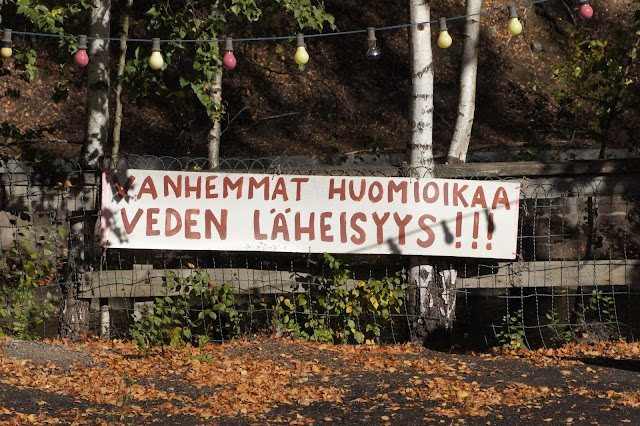 VANHEMMAT HUOMIOIKAA
VEDEN LÄHEISYYS !!!